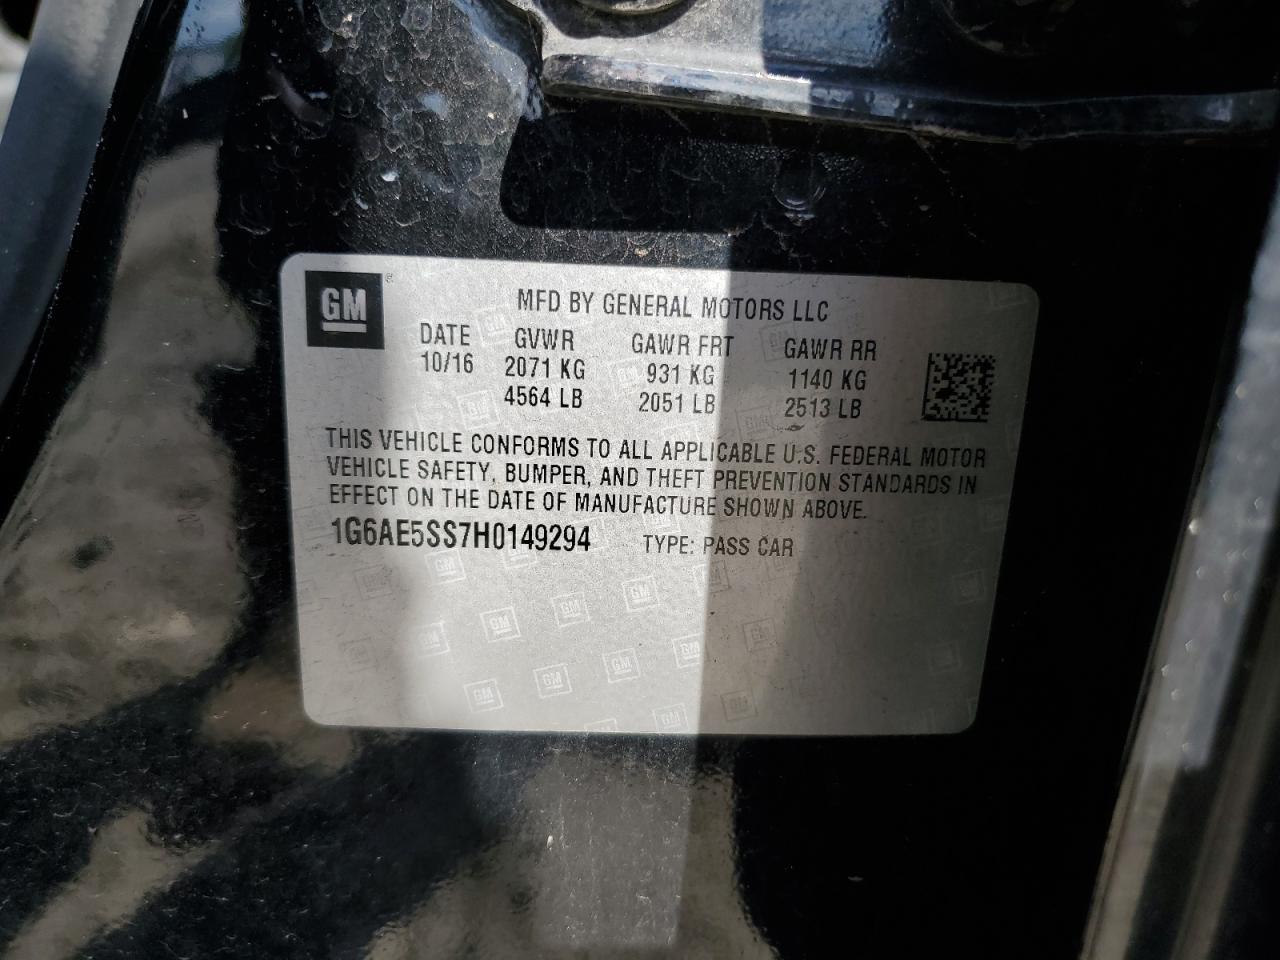 GM
MFD BY GENERAL MOTORS LLC
DATE GVWR GAWR FRT GAWR RR
10/16 2071 KG 931 KG 1140 KG
4564 LB 2051 LB 2513 LB
THIS VEHICLE CONFORMS TO ALL APPLICABLE U.S. FEDERAL MOTOR
VEHICLE SAFETY, BUMPER, AND THEFT PREVENTION STANDARDS IN
EFFECT ON THE DATE OF MANUFACTURE SHOWN ABOVE.
1G6AE5SS7H0149294 TYPE: PASS CAR